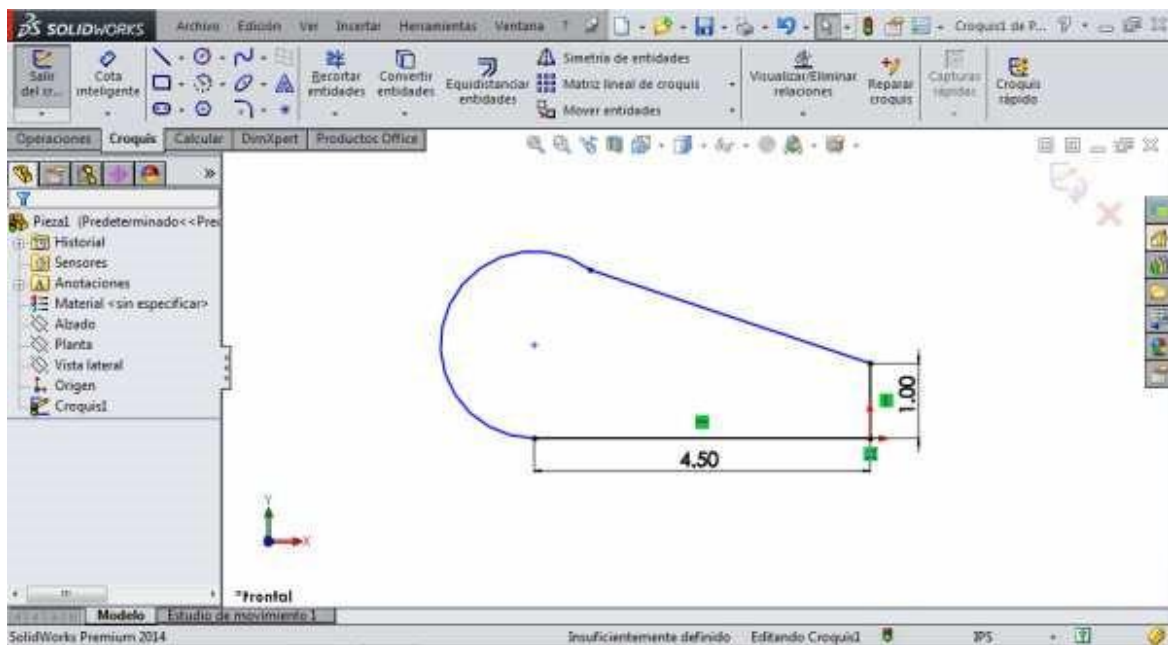 SOLIDWORKS Archivo Edición Ver Insertar Herramientas Ventana ? Croquis1 de P...
Salir del cr... Cota inteligente Recortar entidades Convertir entidades Equidistanciar entidades Simetría de entidades Visualizar/Eliminar relaciones Reparar croquis Capturas rápidas Croquis rápido
Matriz lineal de croquis
Mover entidades
Operaciones Croquis Calcular DimXpert Productos Office
Pieza1 (Predeterminado<<Pred
Historial
Sensores
Anotaciones
Material <sin especificar>
Alzado
Planta
Vista lateral
Origen
Croquis1
1.00
4.50
Y
X
*Frontal
Modelo Estudio de movimiento 1
SolidWorks Premium 2014 Insuficientemente definido Editando Croquis1 IPS